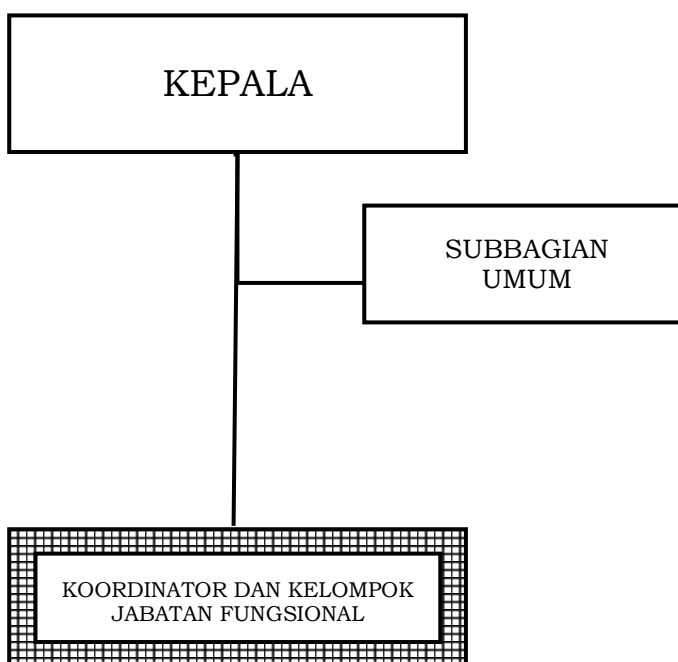 KEPALA
SUBBAGIAN
UMUM
KOORDINATOR DAN KELOMPOK
JABATAN FUNGSIONAL